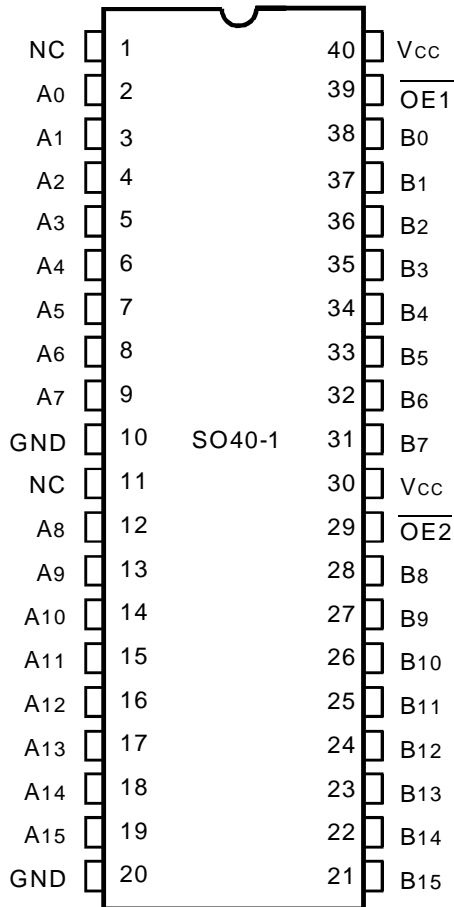 NC 1 40 Vcc
A0 2 39 OE1
A1 3 38 B0
A2 4 37 B1
A3 5 36 B2
A4 6 35 B3
A5 7 34 B4
A6 8 33 B5
A7 9 32 B6
GND 10 SO40-1 31 B7
NC 11 30 Vcc
A8 12 29 OE2
A9 13 28 B8
A10 14 27 B9
A11 15 26 B10
A12 16 25 B11
A13 17 24 B12
A14 18 23 B13
A15 19 22 B14
GND 20 21 B15